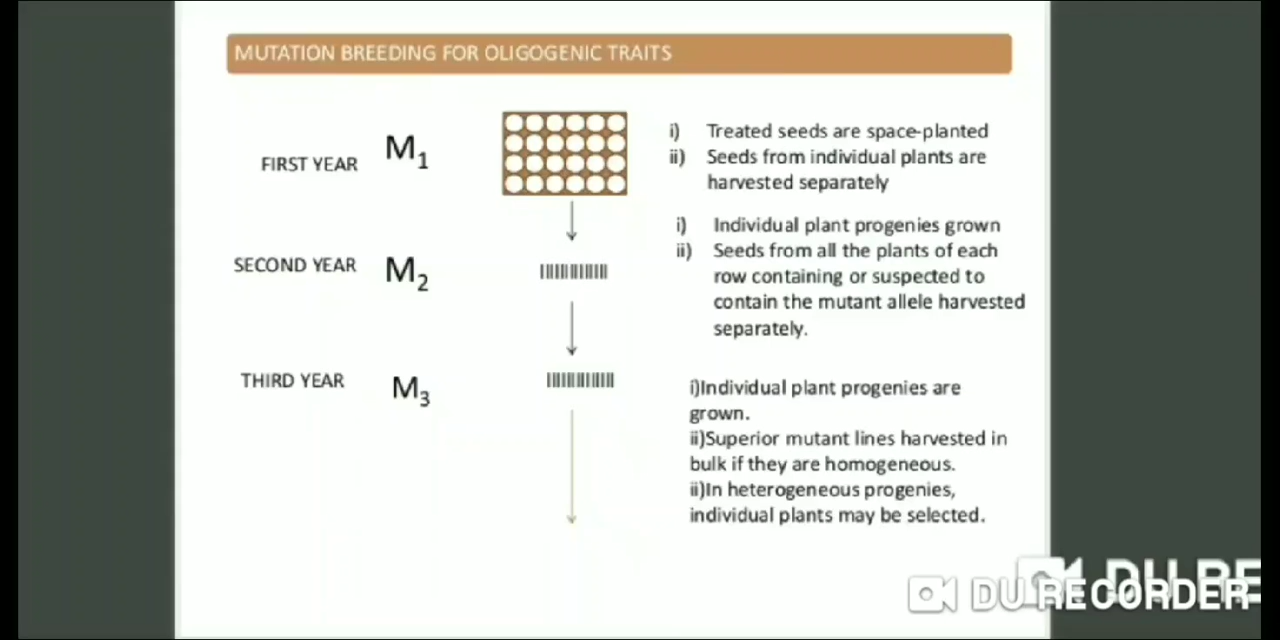 MUTATION BREEDING FOR OLIGOGENIC TRAITS
FIRST YEAR
M1
i) Treated seeds are space-planted
ii) Seeds from individual plants are
harvested separately
SECOND YEAR
M2
i) Individual plant progenies grown
ii) Seeds from all the plants of each
row containing or suspected to
contain the mutant allele harvested
separately.
THIRD YEAR
M3
i)Individual plant progenies are
grown.
ii)Superior mutant lines harvested in
bulk if they are homogeneous.
ii)In heterogeneous progenies,
individual plants may be selected.
DU RE
DU RECORDER